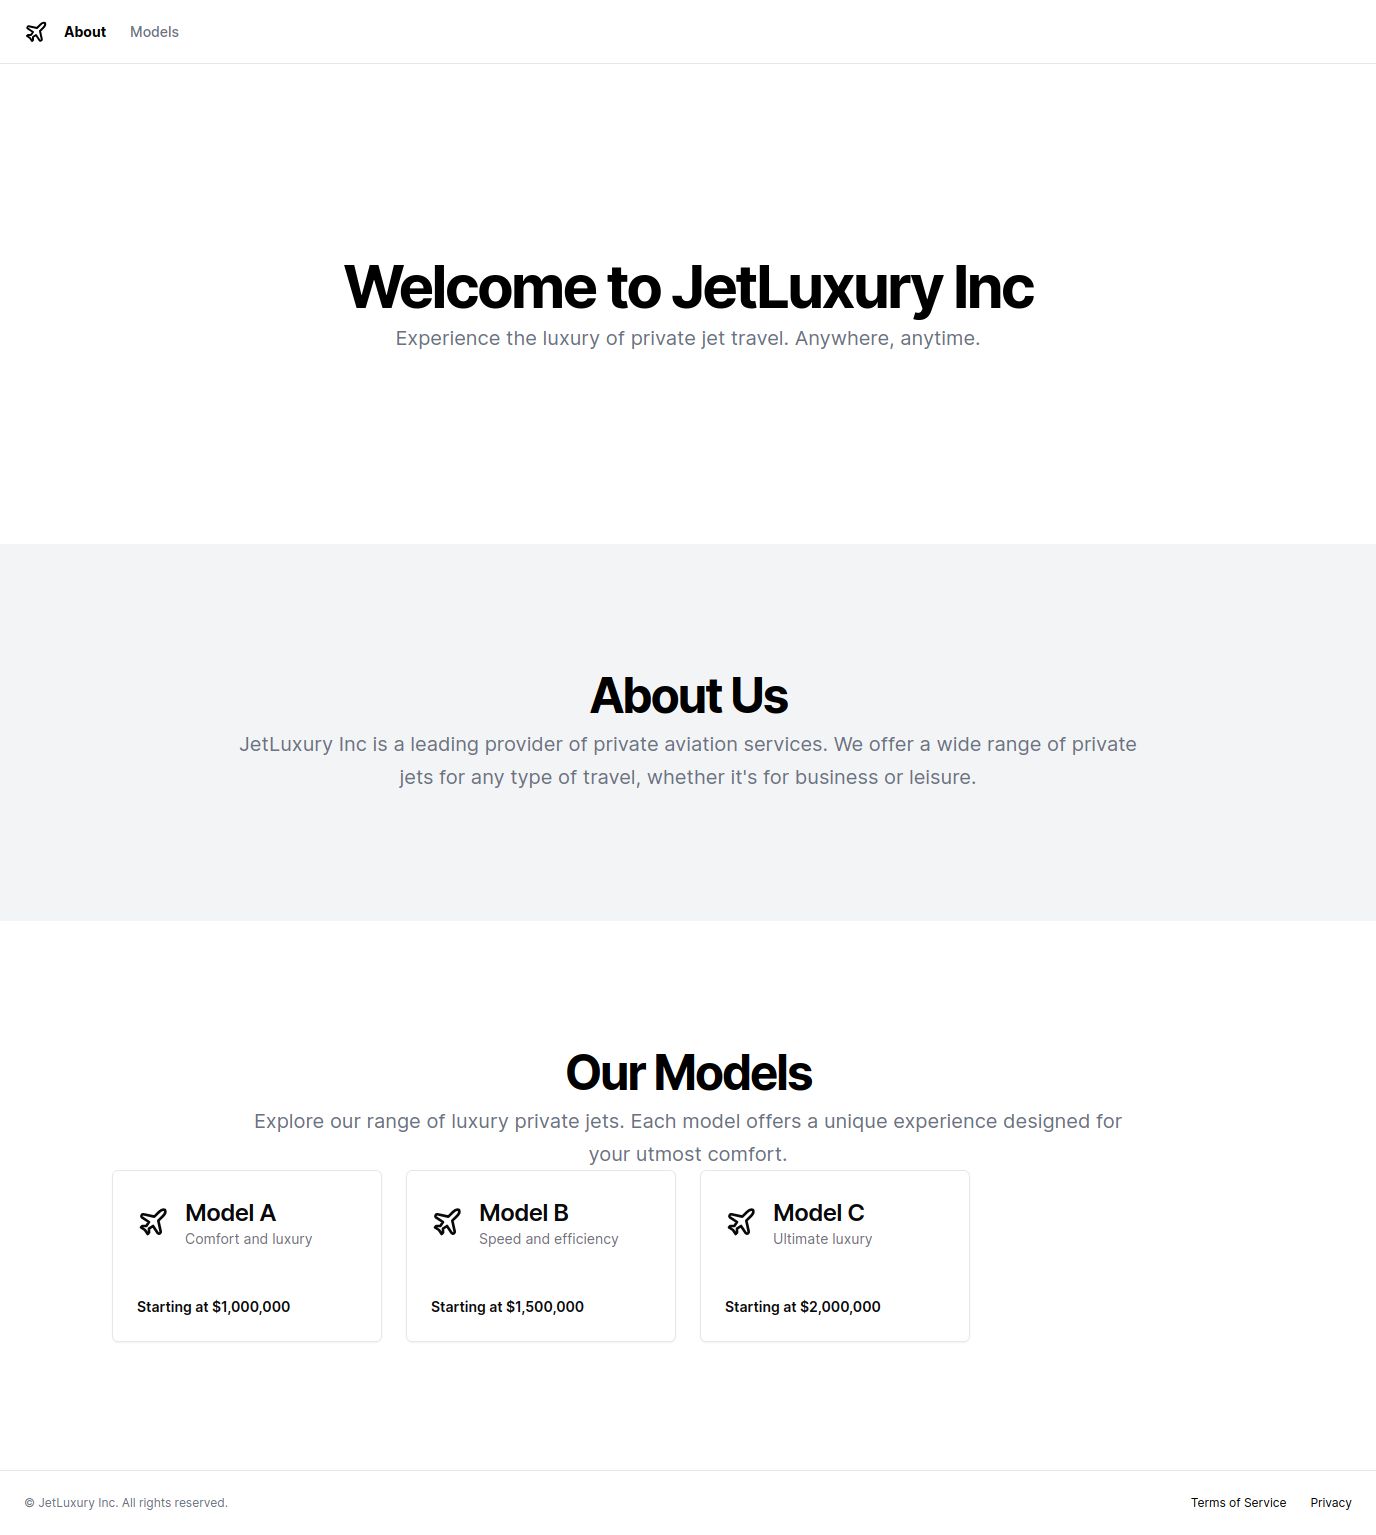 About Models
Welcome to JetLuxury Inc
Experience the luxury of private jet travel. Anywhere, anytime.
About Us
JetLuxury Inc is a leading provider of private aviation services. We offer a wide range of private
jets for any type of travel, whether it's for business or leisure.
Our Models
Explore our range of luxury private jets. Each model offers a unique experience designed for
your utmost comfort.
Model A
Comfort and luxury
Starting at $1,000,000
Model B
Speed and efficiency
Starting at $1,500,000
Model C
Ultimate luxury
Starting at $2,000,000
© JetLuxury Inc. All rights reserved.
Terms of Service Privacy